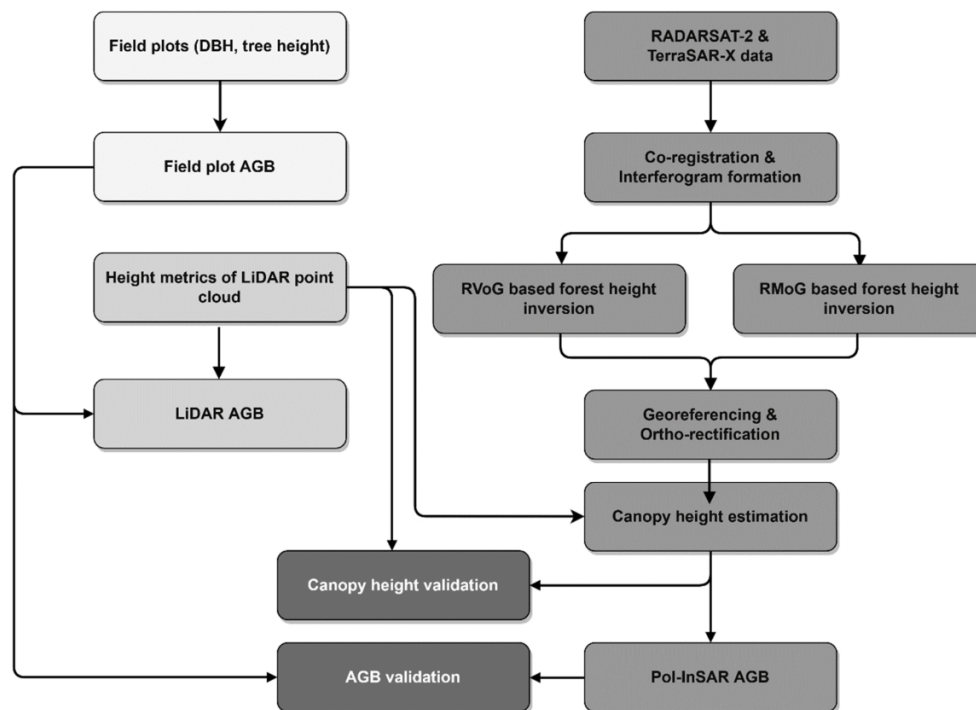 Field plots (DBH, tree height)
RADARSAT-2 &
TerraSAR-X data
Field plot AGB
Co-registration &
Interferogram formation
Height metrics of LiDAR point
cloud
RVoG based forest height
inversion
RMoG based forest height
inversion
LiDAR AGB
Georeferencing &
Ortho-rectification
Canopy height estimation
Canopy height validation
AGB validation
Pol-InSAR AGB